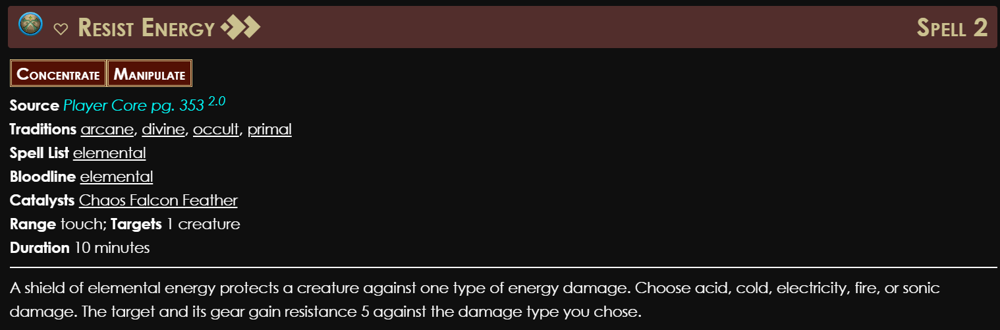 Resist Energy Spell 2
Concentrate Manipulate
Source Player Core pg. 353 2.0
Traditions arcane, divine, occult, primal
Spell List elemental
Bloodline elemental
Catalysts Chaos Falcon Feather
Range touch; Targets 1 creature
Duration 10 minutes
A shield of elemental energy protects a creature against one type of energy damage. Choose acid, cold, electricity, fire, or sonic
damage. The target and its gear gain resistance 5 against the damage type you chose.